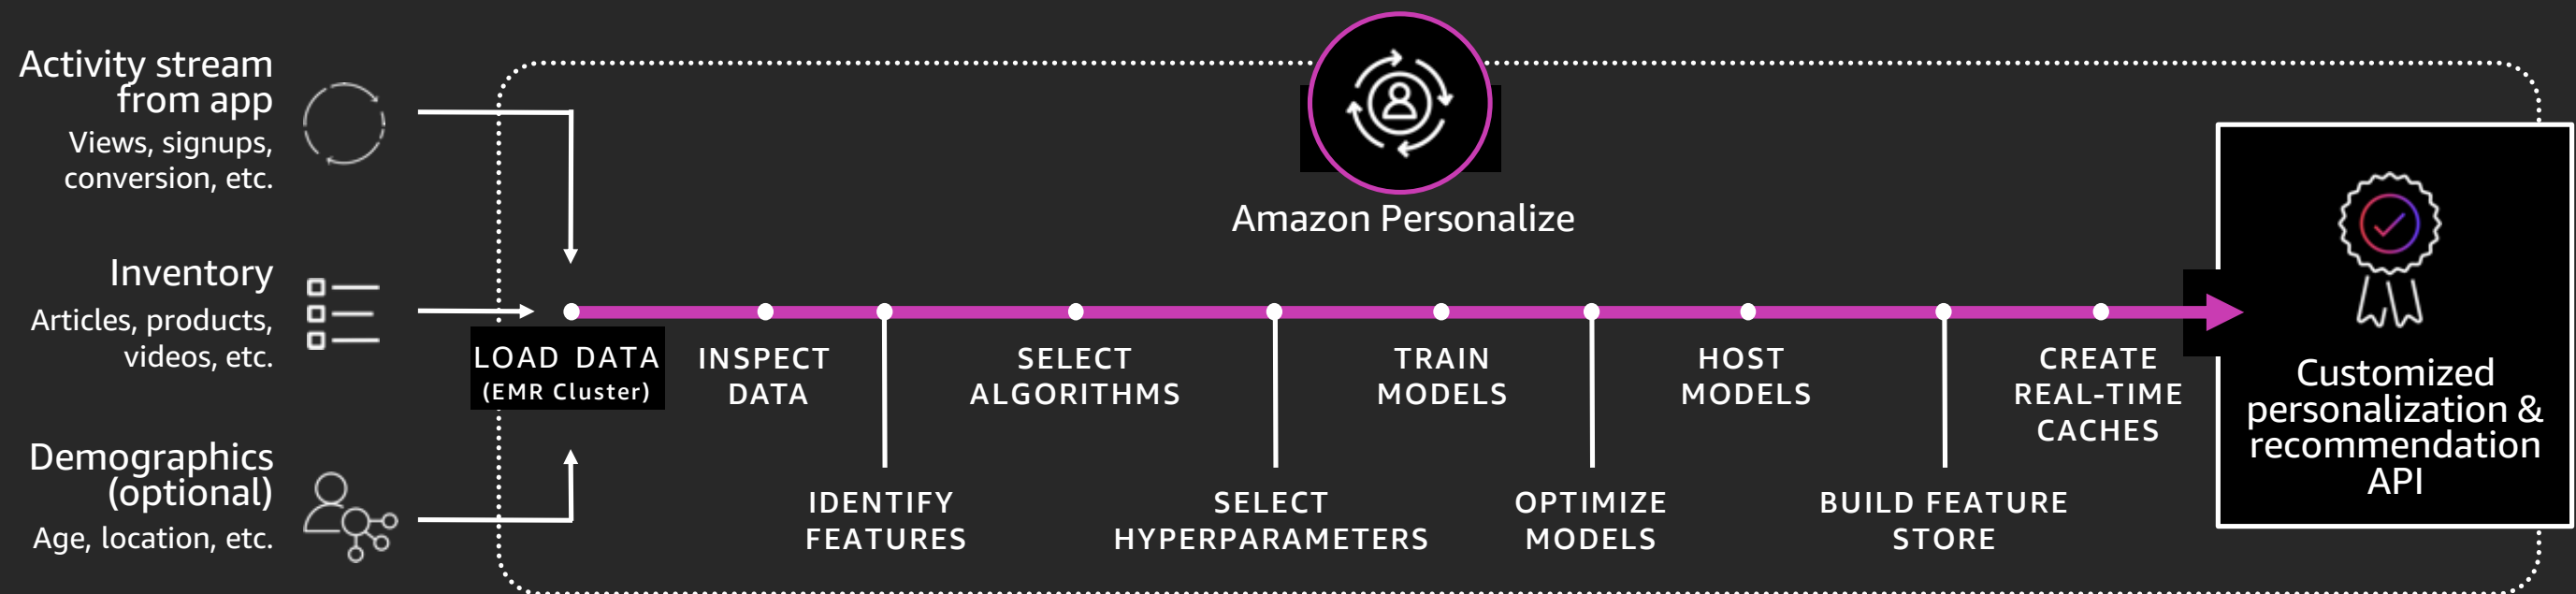 Activity stream
from app
Views, signups,
conversion, etc.
Inventory
Articles, products,
videos, etc.
Demographics
(optional)
Age, location, etc.
Amazon Personalize
LOAD DATA
(EMR Cluster)
INSPECT
DATA
IDENTIFY
FEATURES
SELECT
ALGORITHMS
SELECT
HYPERPARAMETERS
TRAIN
MODELS
OPTIMIZE
MODELS
HOST
MODELS
BUILD FEATURE
STORE
CREATE
REAL-TIME
CACHES
Customized
personalization &
recommendation
API